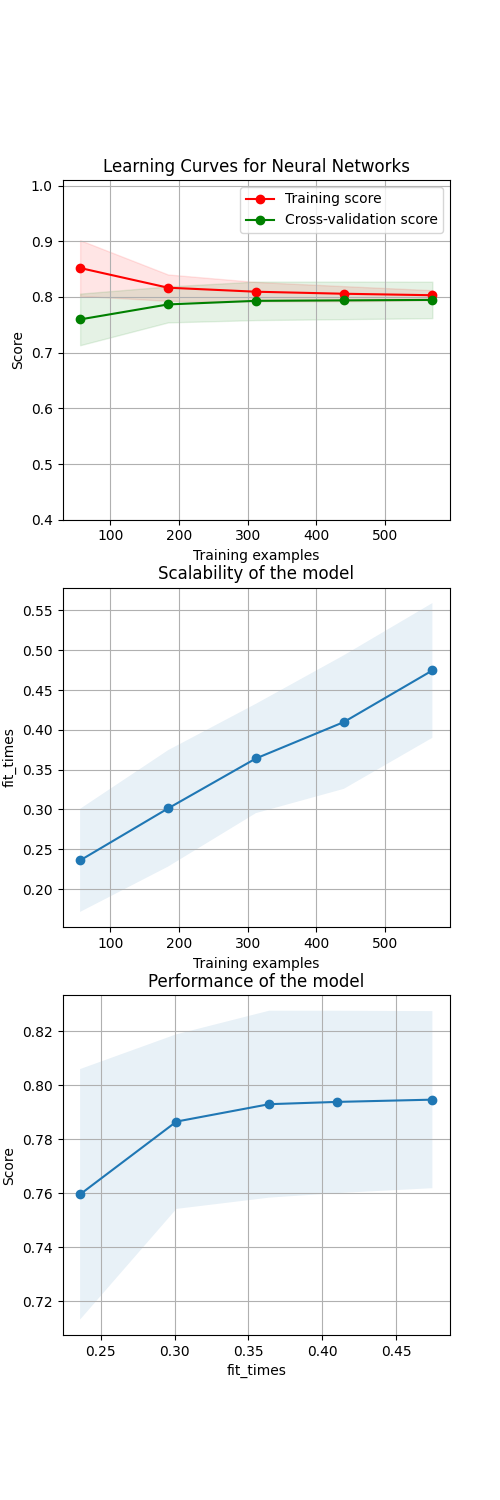 Learning Curves for Neural Networks
1.0
0.9
0.8
0.7
0.6
0.5
0.4
Score
Training score
Cross-validation score
100 200 300 400 500
Training examples
Scalability of the model
0.55
0.50
0.45
0.40
0.35
0.30
0.25
0.20
fit_times
100 200 300 400 500
Training examples
Performance of the model
0.82
0.80
0.78
0.76
0.74
0.72
Score
0.25 0.30 0.35 0.40 0.45
fit_times